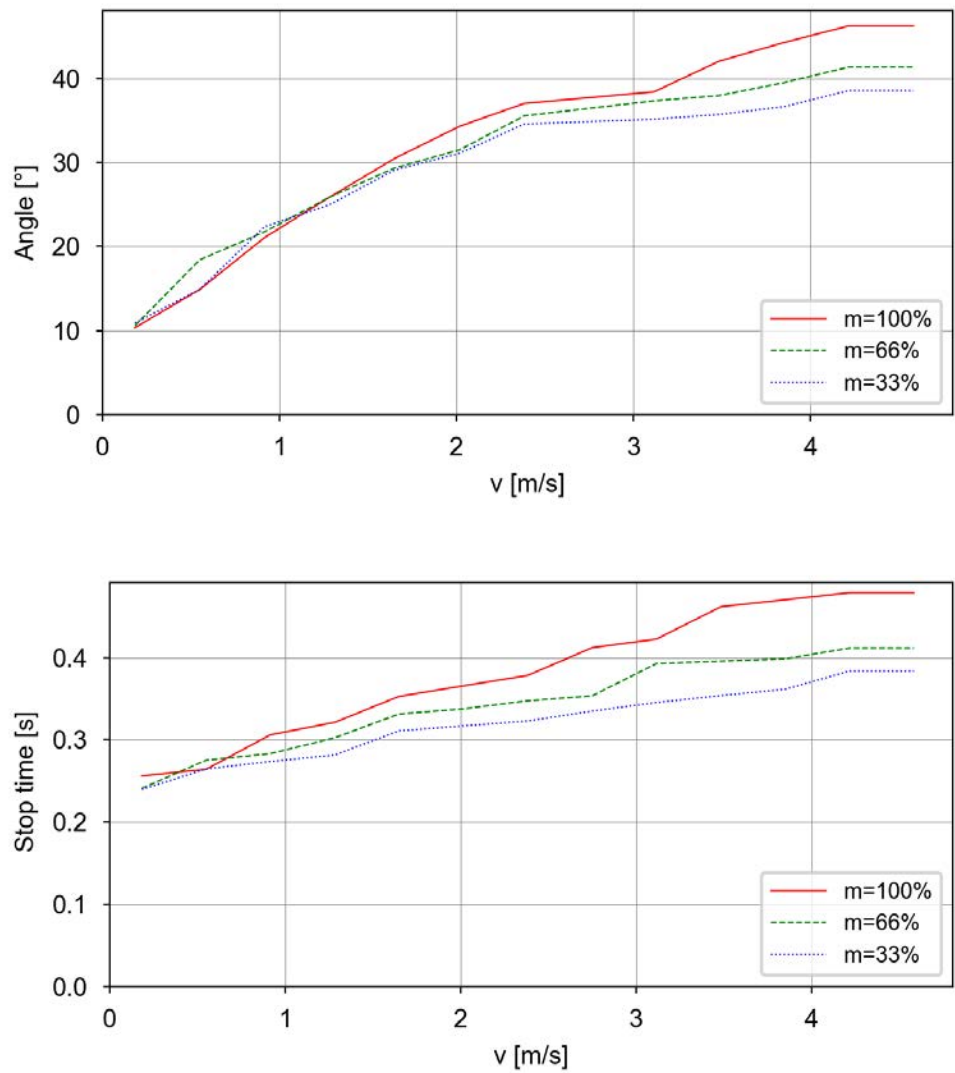 40
30
20
10
0
Angle [°]
0 1 2 3 4
v [m/s]
m=100%
m=66%
m=33%
0.4
0.3
0.2
0.1
0.0
Stop time [s]
0 1 2 3 4
v [m/s]
m=100%
m=66%
m=33%